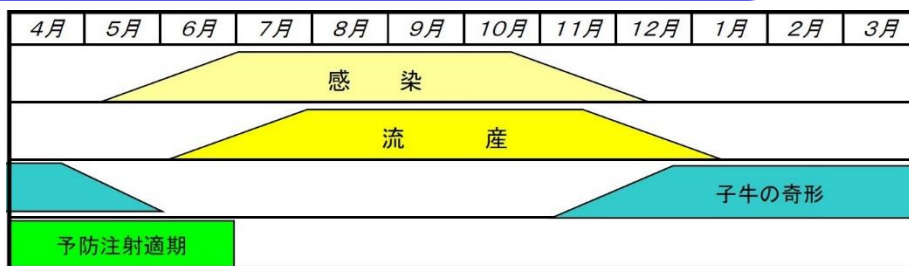 4月 5月 6月 7月 8月 9月 10月 11月 12月 1月 2月 3月
感 染
流 産
子牛の奇形
予防注射適期